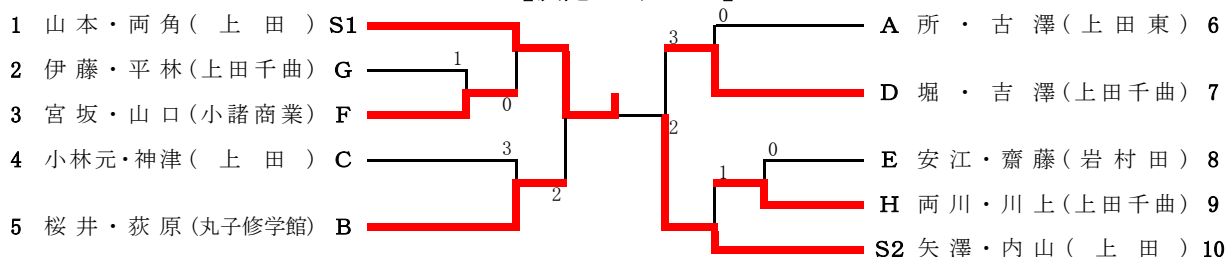 1 山本・両角(上田) S1
2 伊藤・平林(上田千曲) G
3 宮坂・山口(小諸商業) F
4 小林元・神津(上田) C
5 桜井・荻原(丸子修学館) B
1
0
3
2
0
3
2
0
1
A 所・古澤(上田東) 6
D 堀・吉澤(上田千曲) 7
E 安江・齋藤(岩村田) 8
H 両川・川上(上田千曲) 9
S2 矢澤・内山(上田) 10